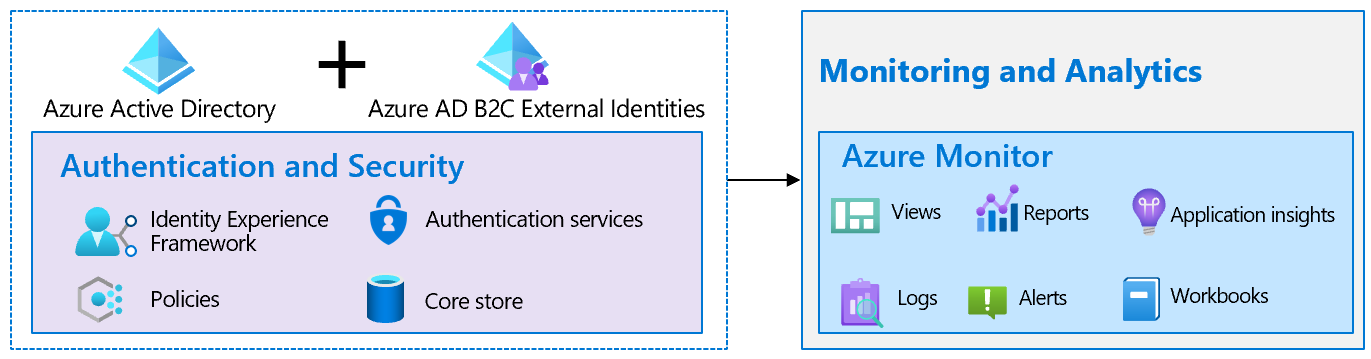 Azure Active Directory
Azure AD B2C External Identities
Authentication and Security
Identity Experience
Framework
Authentication services
Policies
Core store
Monitoring and Analytics
Azure Monitor
Views
Reports
Application insights
Logs
Alerts
Workbooks